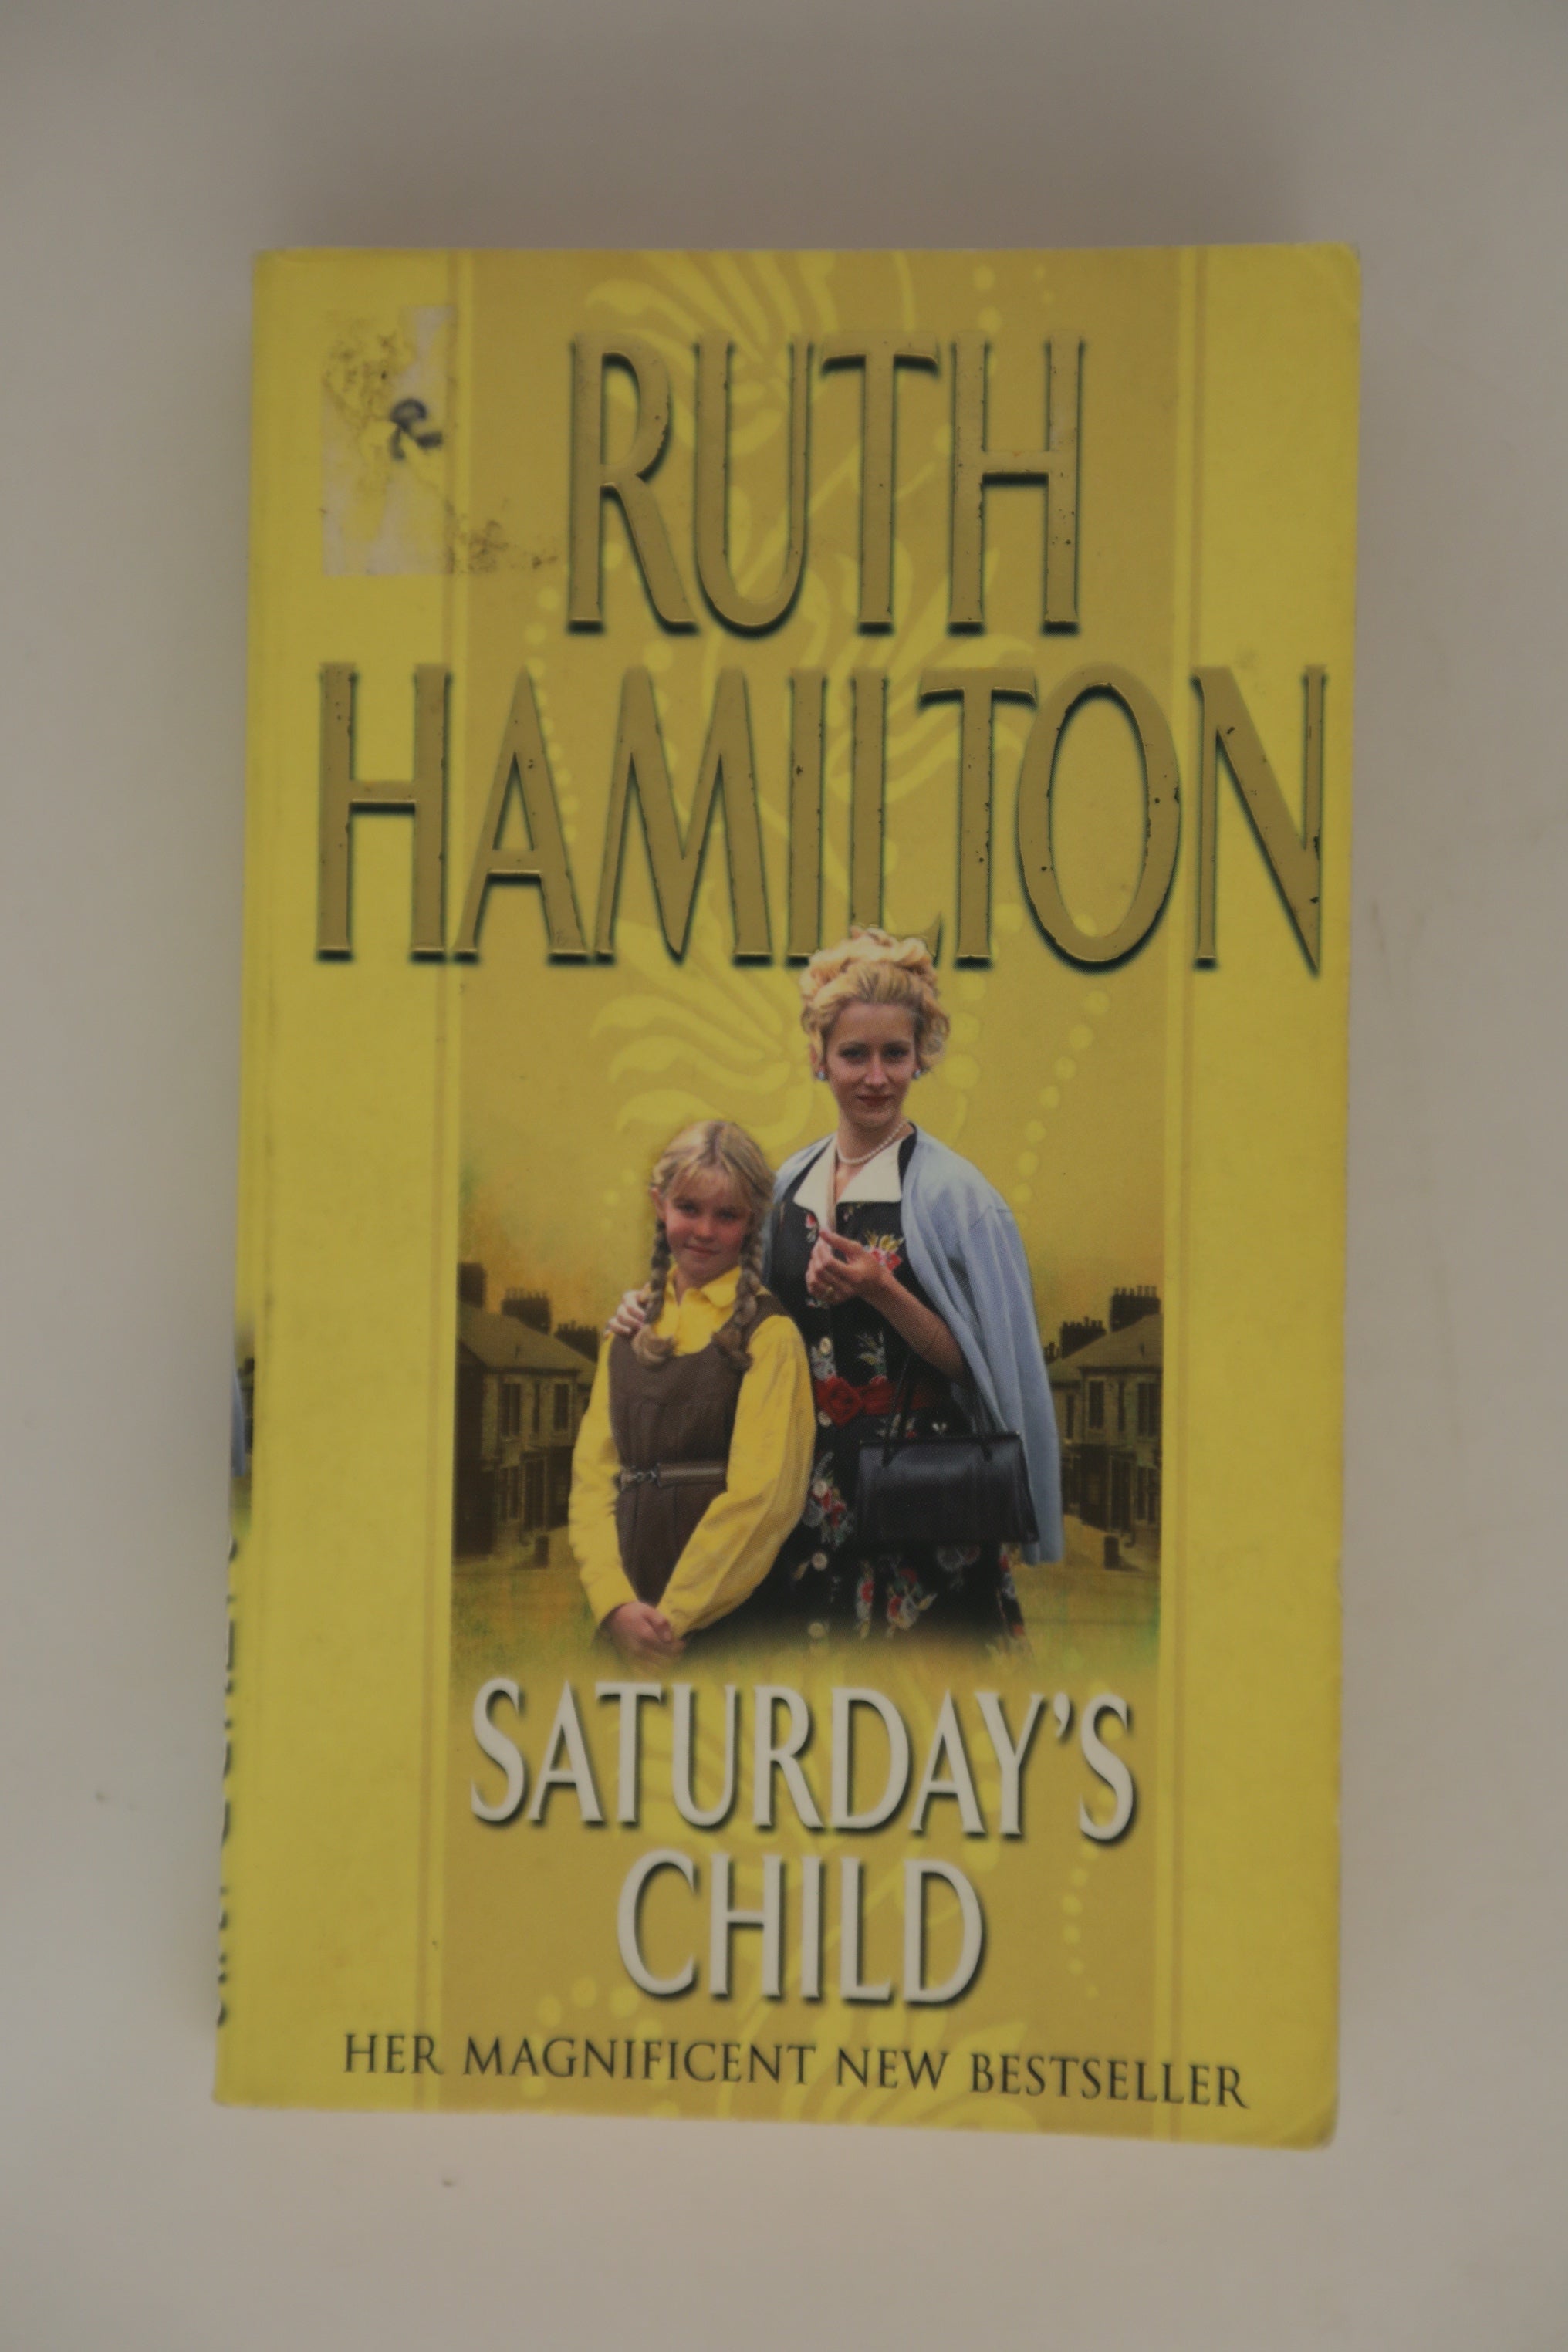 RUTH
HAMILTON
SATURDAY'S
CHILD
HER MAGNIFICENT NEW BESTSELLER